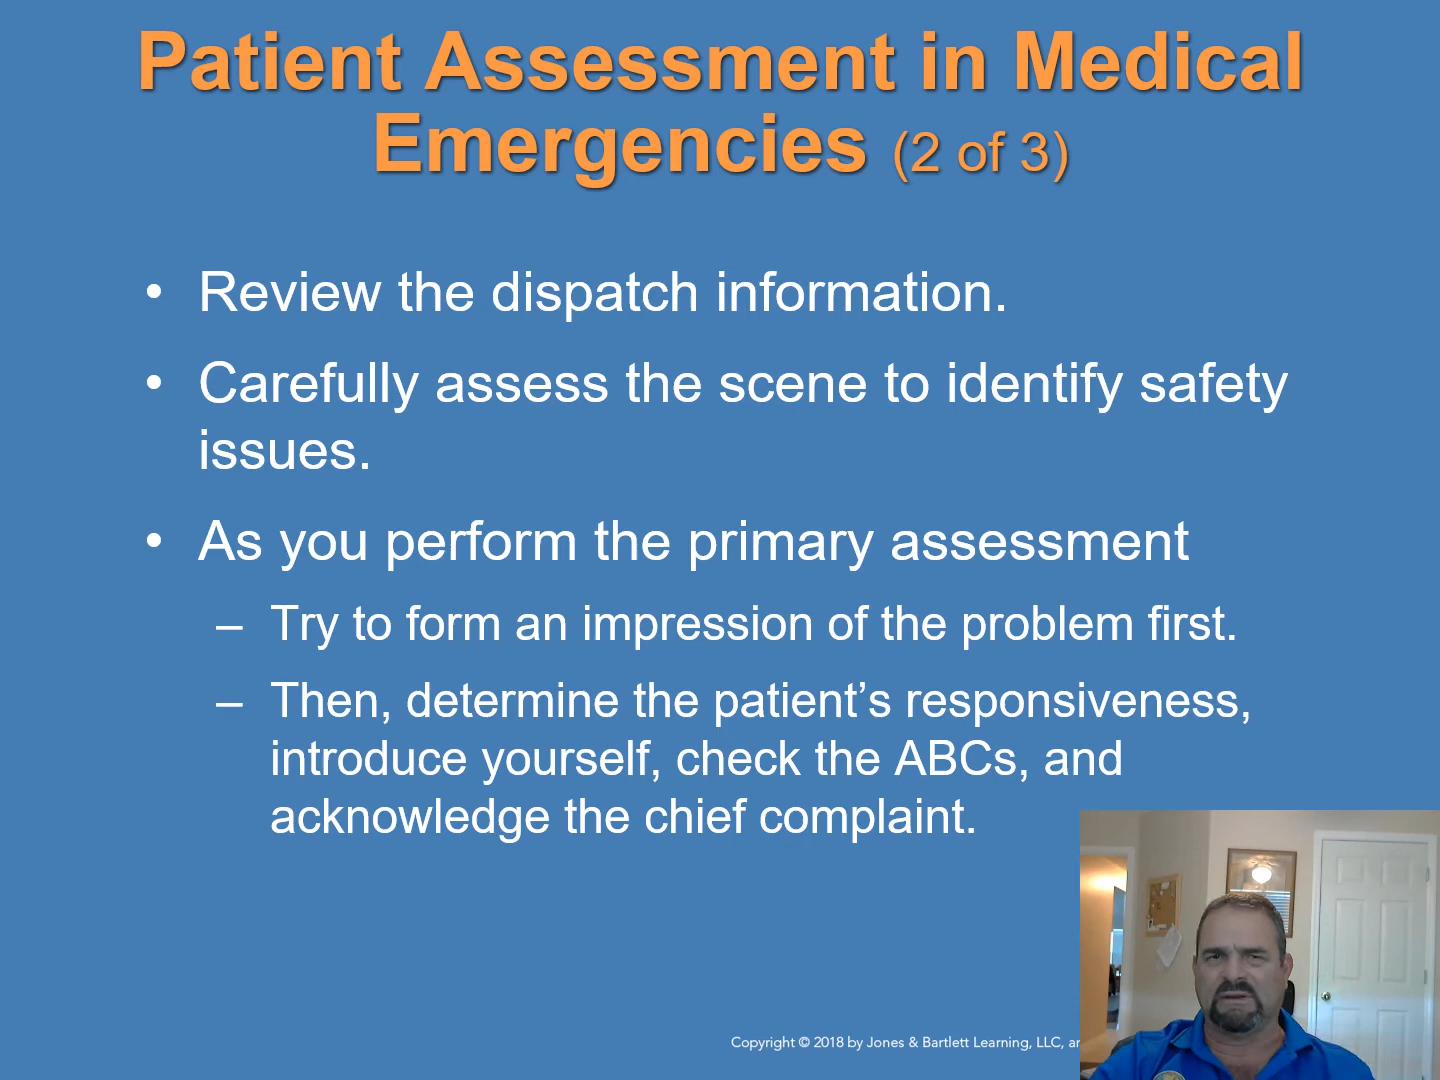 Patient Assessment in Medical
Emergencies (2 of 3)
• Review the dispatch information.
• Carefully assess the scene to identify safety
issues.
• As you perform the primary assessment
– Try to form an impression of the problem first.
– Then, determine the patient’s responsiveness,
introduce yourself, check the ABCs, and
acknowledge the chief complaint.
Copyright © 2018 by Jones & Bartlett Learning, LLC,